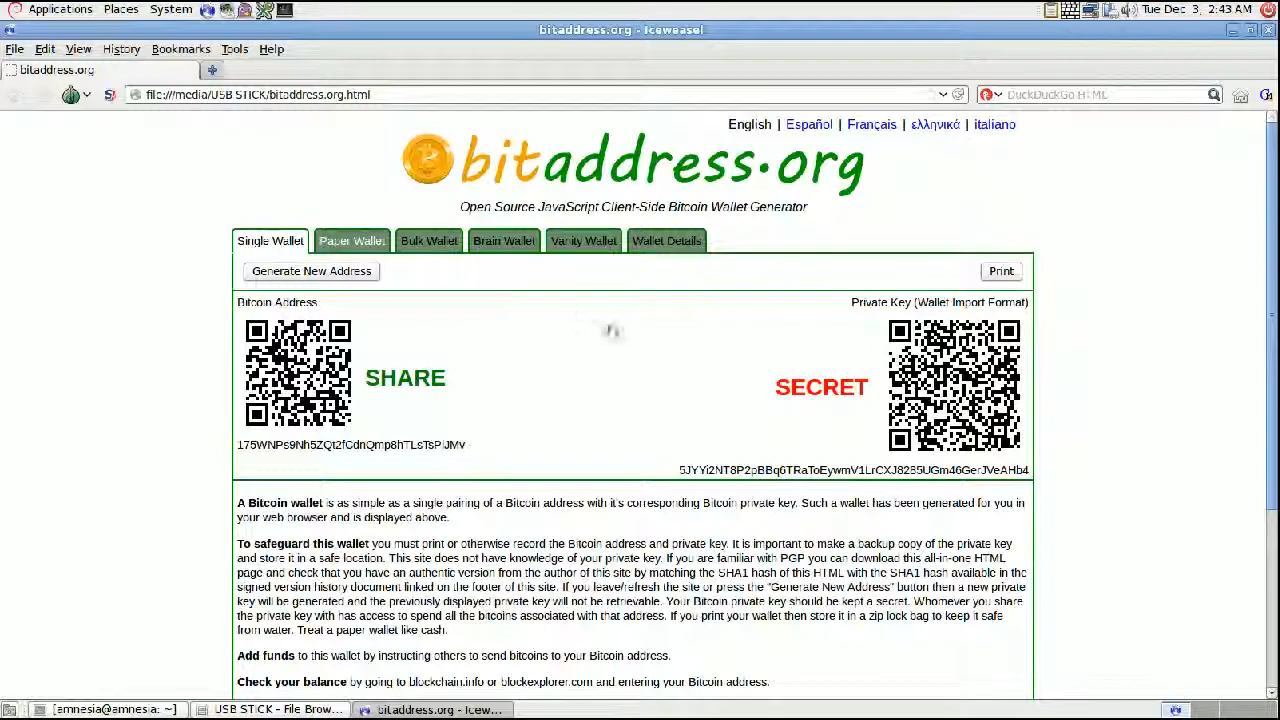 Applications Places System Tue Dec 3, 2:43 AM
bitaddress.org - Iceweasel
File Edit View History Bookmarks Tools Help
bitaddress.org
file:///media/USB STICK/bitaddress.org.html DuckDuckGo HTML
English | Español | Français | ελληνικά | italiano
bitaddress.org
Open Source JavaScript Client-Side Bitcoin Wallet Generator
Single Wallet Paper Wallet Bulk Wallet Brain Wallet Vanity Wallet Wallet Details
Generate New Address Print
Bitcoin Address Private Key (Wallet Import Format)
SHARE SECRET
A Bitcoin wallet is as simple as a single pairing of a Bitcoin address with it's corresponding Bitcoin private key. Such a wallet has been generated for you in
your web browser and is displayed above.
To safeguard this wallet you must print or otherwise record the Bitcoin address and private key. It is important to make a backup copy of the private key
and store it in a safe location. This site does not have knowledge of your private key. If you are familiar with PGP you can download this all-in-one HTML
page and check that you have an authentic version from the author of this site by matching the SHA1 hash of this HTML with the SHA1 hash available in the
signed version history document linked on the footer of this site. If you leave/refresh the site or press the "Generate New Address" button then a new private
key will be generated and the previously displayed private key will not be retrievable. Your Bitcoin private key should be kept a secret. Whomever you share
the private key with has access to spend all the bitcoins associated with that address. If you print your wallet then store it in a zip lock bag to keep it safe
from water. Treat a paper wallet like cash.
Add funds to this wallet by instructing others to send bitcoins to your Bitcoin address.
Check your balance by going to blockchain.info or blockexplorer.com and entering your Bitcoin address.
[amnesia@amnesia: ~] USB STICK - File Brow... bitaddress.org - Icew...